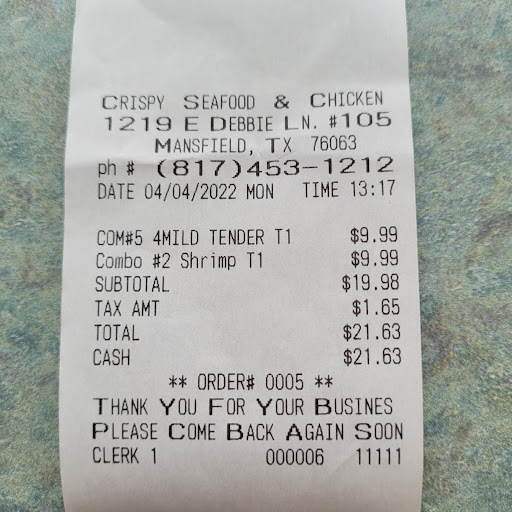 CRISPY SEAFOOD & CHICKEN
1219 E DEBBIE LN. #105
MANSFIELD, TX 76063
ph # (817)453-1212
DATE 04/04/2022 MON TIME 13:17
COM#5 4MILD TENDER T1 $9.99
Combo #2 Shrimp T1 $9.99
SUBTOTAL $19.98
TAX AMT $1.65
TOTAL $21.63
CASH $21.63
** ORDER# 0005 **
THANK YOU FOR YOUR BUSINES
PLEASE COME BACK AGAIN SOON
CLERK 1 000006 11111